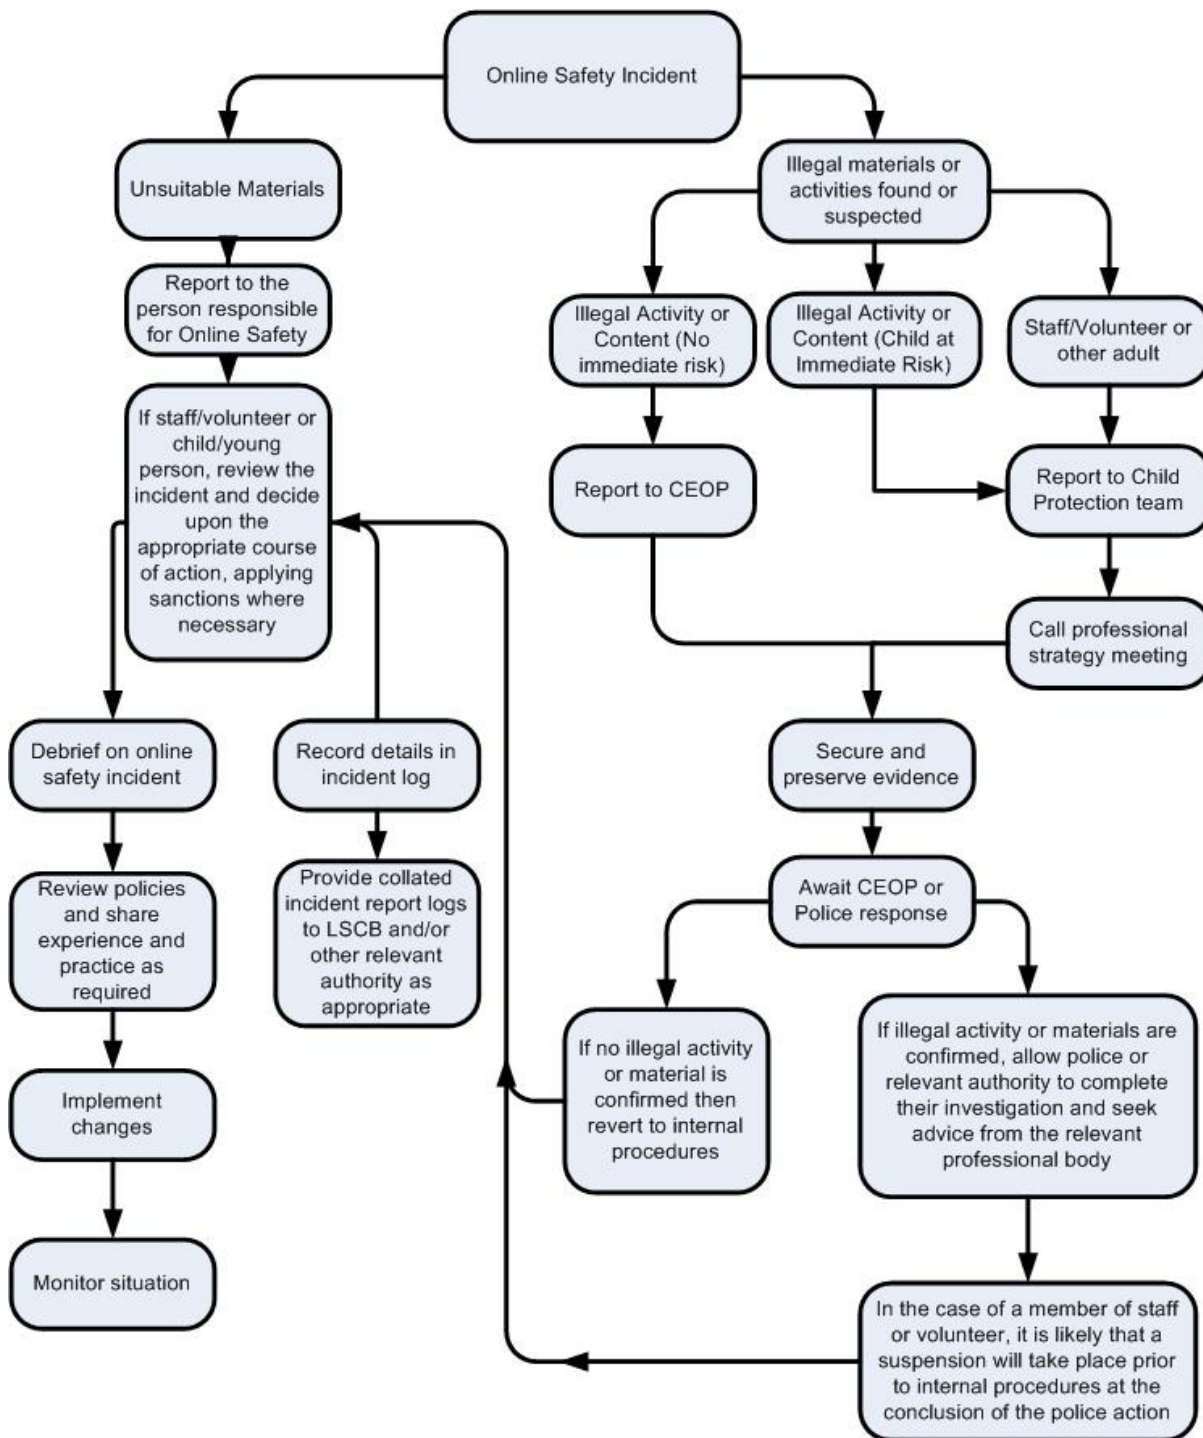 Online Safety Incident
Unsuitable Materials
Illegal materials or
activities found or
suspected
Report to the
person responsible
for Online Safety
Illegal Activity or
Content (No
immediate risk)
Illegal Activity or
Content (Child at
Immediate Risk)
Staff/Volunteer or
other adult
If staff/volunteer or
child/young
person, review the
incident and decide
upon the
appropriate course
of action, applying
sanctions where
necessary
Report to CEOP
Report to Child
Protection team
Call professional
strategy meeting
Debrief on online
safety incident
Record details in
incident log
Secure and
preserve evidence
Review policies
and share
experience and
practice as
required
Provide collated
incident report logs
to LSCB and/or
other relevant
authority as
appropriate
Await CEOP or
Police response
If no illegal activity
or material is
confirmed then
revert to internal
procedures
If illegal activity or materials are
confirmed, allow police or
relevant authority to complete
their investigation and seek
advice from the relevant
professional body
Implement
changes
Monitor situation
In the case of a member of staff
or volunteer, it is likely that a
suspension will take place prior
to internal procedures at the
conclusion of the police action